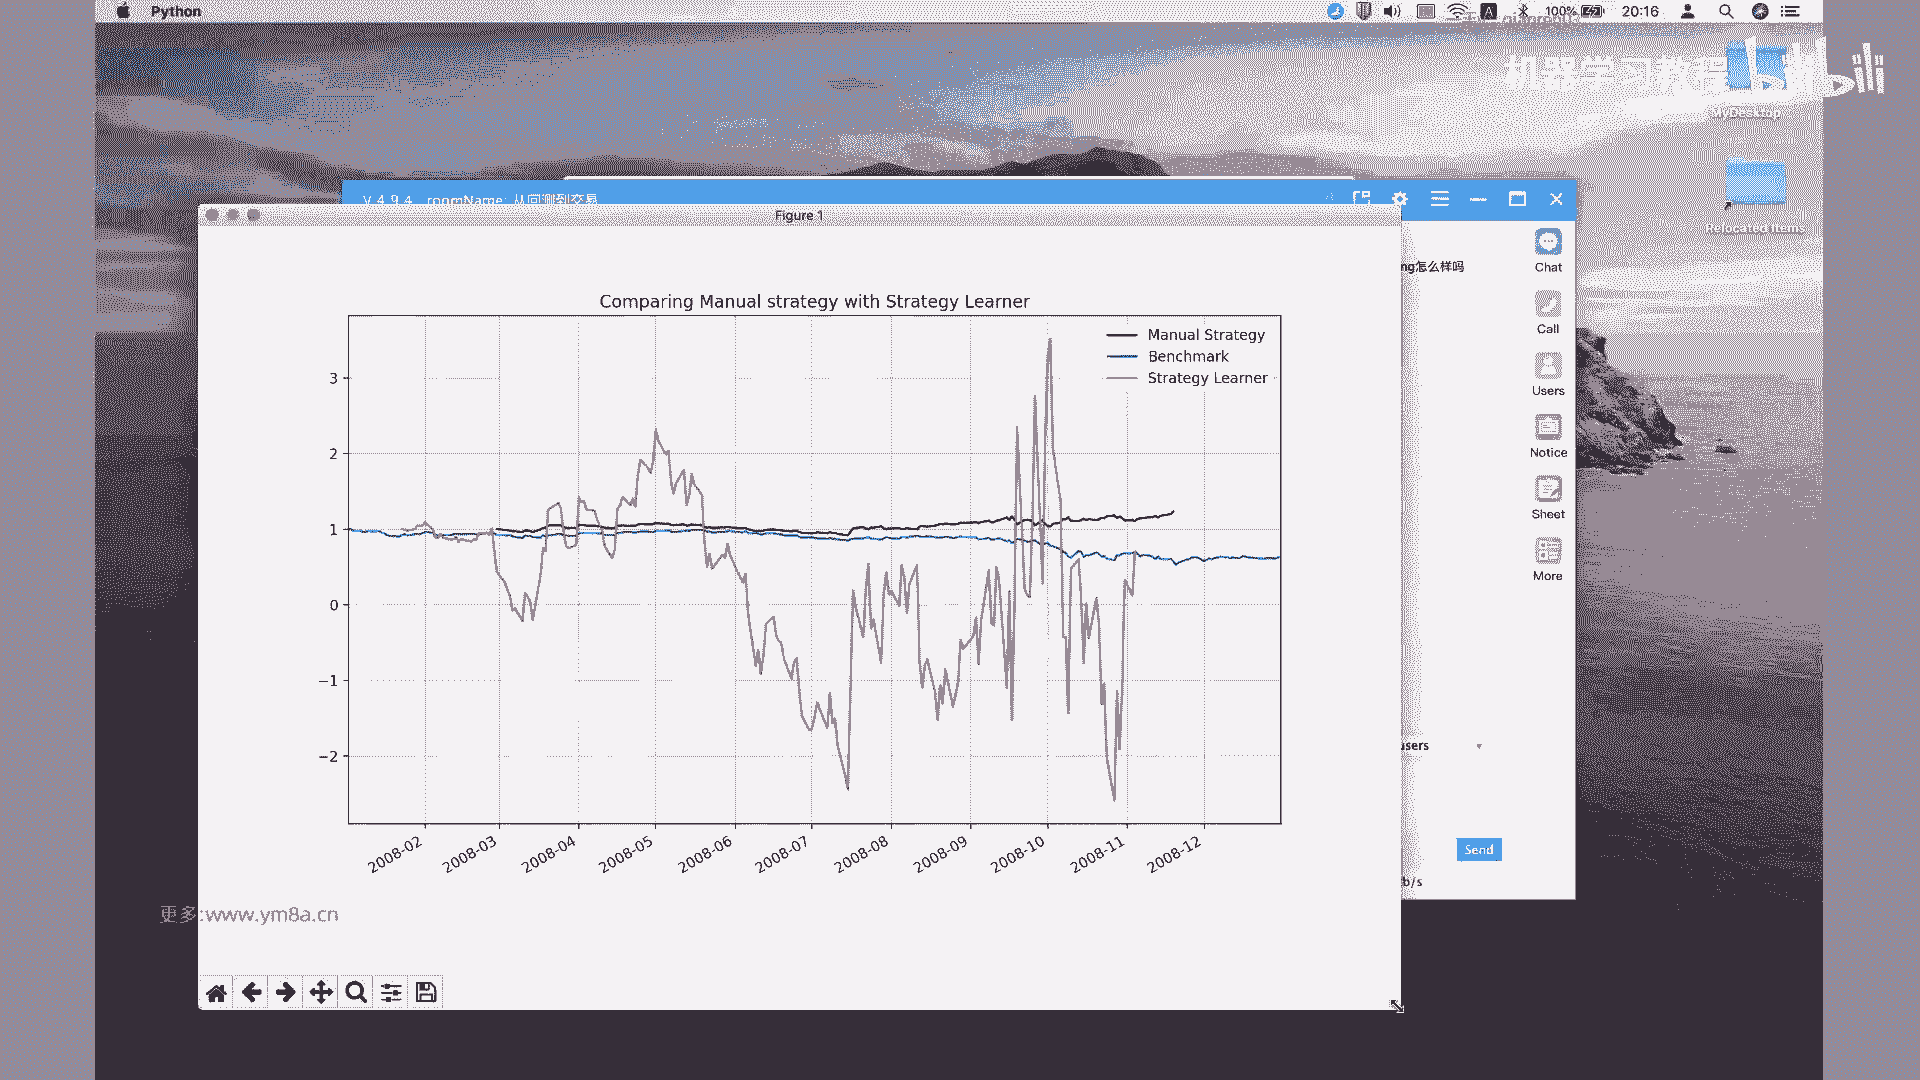 Python
100%
20:16
机器学习教程 bilibili
MyDesktop
Relocated Items
V 4.9.4 roomName: 从回测到交易
Figure 1
ng怎么样吗
Chat
Call
Users
Notice
Sheet
More
Comparing Manual strategy with Strategy Learner
Manual Strategy
Benchmark
Strategy Learner
3
2
1
0
−1
−2
2008-02
2008-03
2008-04
2008-05
2008-06
2008-07
2008-08
2008-09
2008-10
2008-11
2008-12
users
Send
b/s
更多:www.ym8a.cn